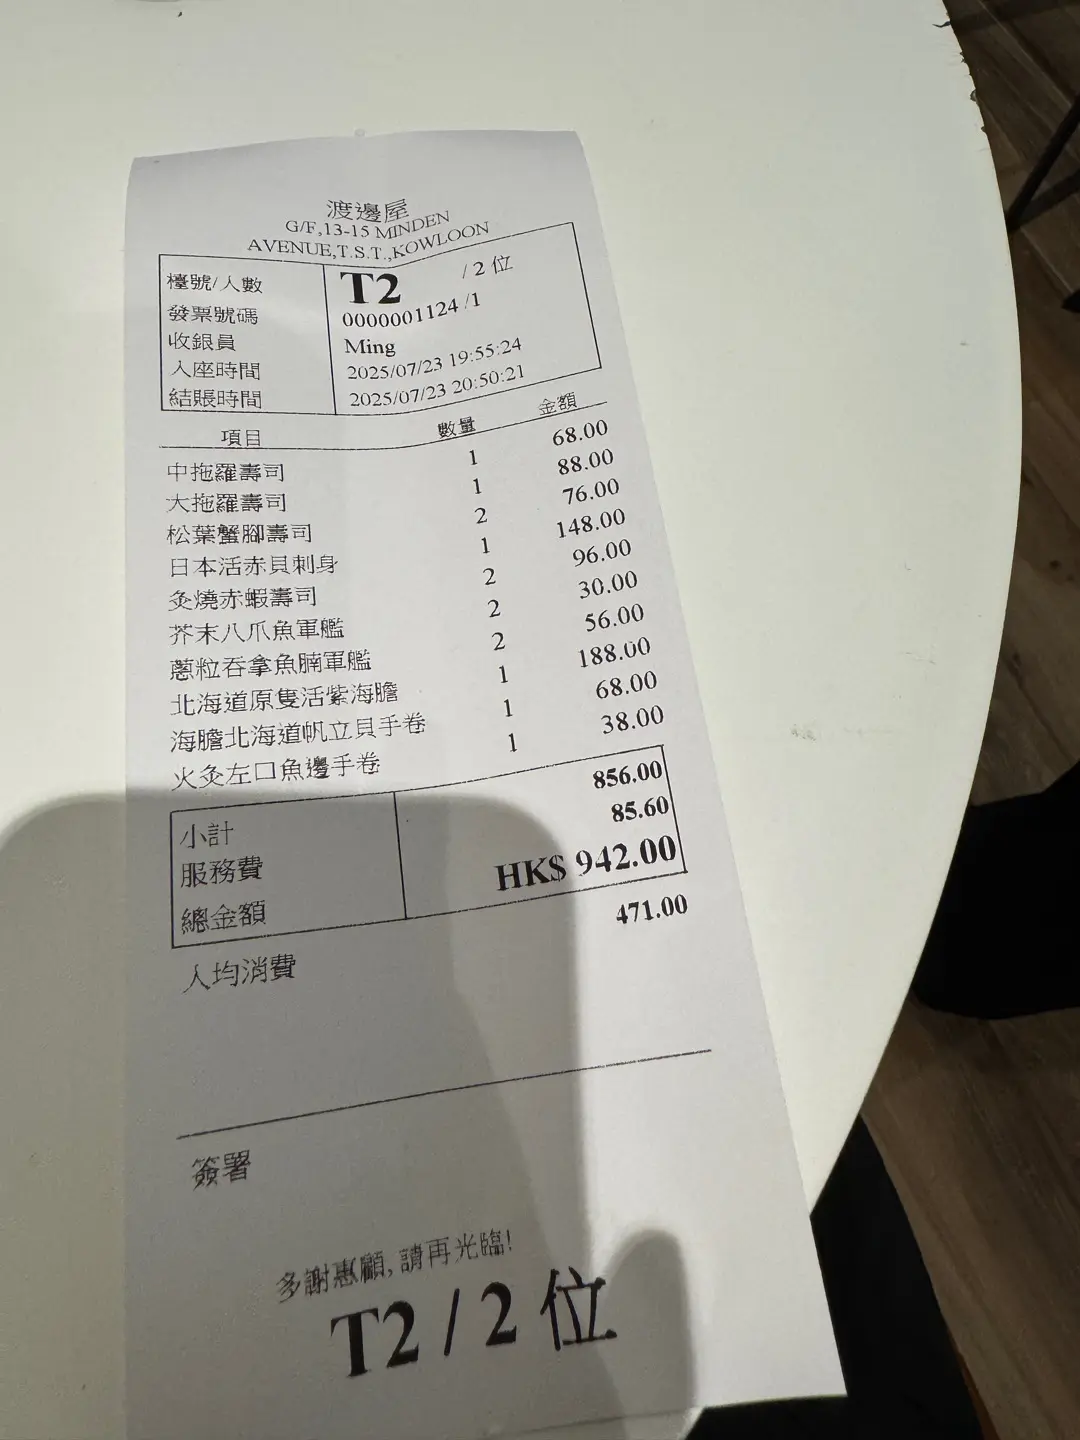 渡邊屋
G/F,13-15 MINDEN
AVENUE,T.S.T.,KOWLOON
檯號/人數 T2 / 2 位
發票號碼 0000001124 /1
收銀員 Ming
入座時間 2025/07/23 19:55:24
結賬時間 2025/07/23 20:50:21
項目 數量 金額
中拖羅壽司 1 68.00
大拖羅壽司 1 88.00
松葉蟹腳壽司 2 76.00
日本活赤貝刺身 1 148.00
炙燒赤蝦壽司 2 96.00
芥末八爪魚軍艦 2 30.00
蔥粒吞拿魚腩軍艦 2 56.00
北海道原隻活紫海膽 1 188.00
海膽北海道帆立貝手卷 1 68.00
火炙左口魚邊手卷 1 38.00
小計 856.00
服務費 85.60
總金額 HK$ 942.00
人均消費 471.00
簽署
多謝惠顧,請再光臨!
T2 / 2 位